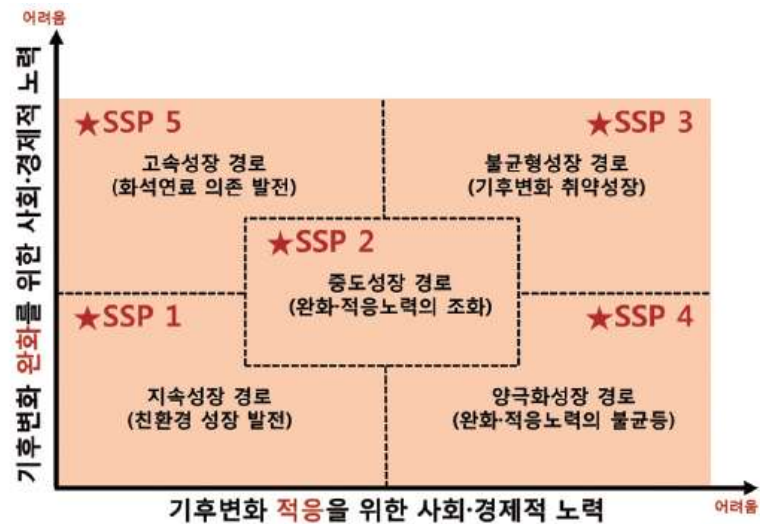 어려움
기후변화 완화를 위한 사회·경제적 노력
★SSP 5
고속성장 경로
(화석연료 의존 발전)
★SSP 3
불균형성장 경로
(기후변화 취약성장)
★SSP 2
중도성장 경로
(완화·적응노력의 조화)
★SSP 1
지속성장 경로
(친환경 성장 발전)
★SSP 4
양극화성장 경로
(완화·적응노력의 불균등)
기후변화 적응을 위한 사회·경제적 노력
어려움